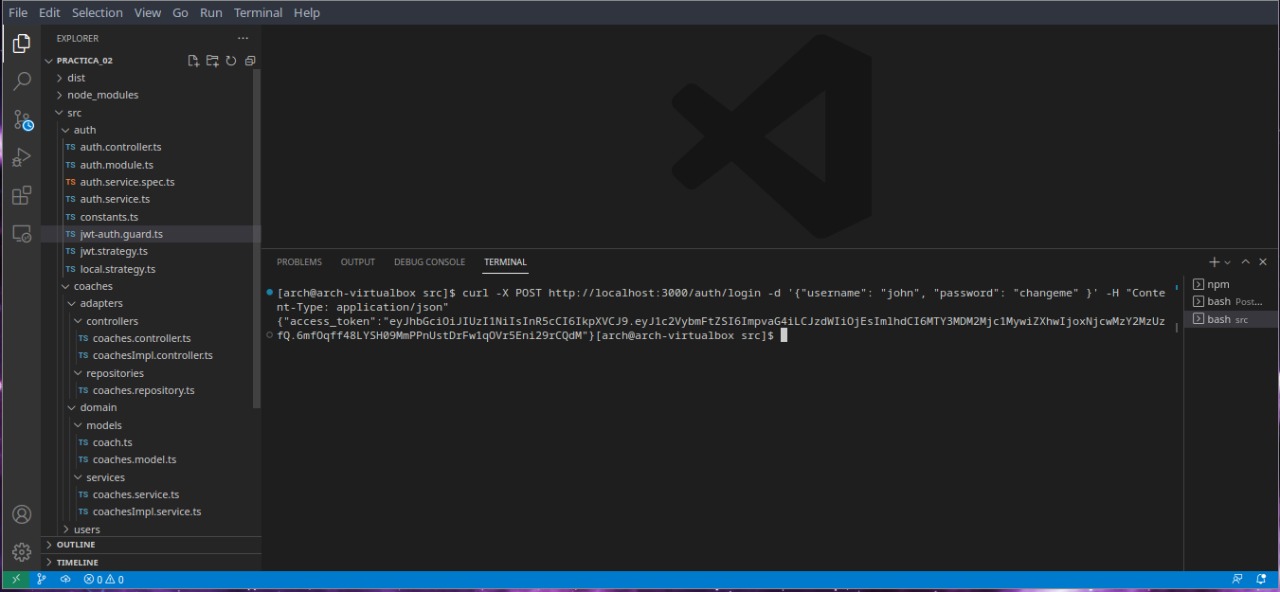 File Edit Selection View Go Run Terminal Help
EXPLORER
PRACTICA_02
dist
node_modules
src
auth
TS auth.controller.ts
TS auth.module.ts
TS auth.service.spec.ts
TS auth.service.ts
TS constants.ts
TS jwt-auth.guard.ts
TS jwt.strategy.ts
TS local.strategy.ts
coaches
adapters
controllers
TS coaches.controller.ts
TS coachesImpl.controller.ts
repositories
TS coaches.repository.ts
domain
models
TS coach.ts
TS coaches.model.ts
services
TS coaches.service.ts
TS coachesImpl.service.ts
users
OUTLINE
TIMELINE
PROBLEMS OUTPUT DEBUG CONSOLE TERMINAL
[arch@arch-virtualbox src]$ curl -X POST http://localhost:3000/auth/login -d '{"username": "john", "password": "changeme" }' -H "Conte
nt-Type: application/json"
{"access_token":"eyJhbGciOiJIUzI1NiIsInR5cCI6IkpXVCJ9.eyJ1c2VybmFtZSI6ImpvaG4iLCJzdWIiOjEsImlhdCI6MTY3MDM2Mjc1MywiZXhwIjoxNjcwMzY2MzUz
fQ.6mfOqff48LYSH09MmPPnUstDrFw1qOVr5Eni29rCQdM"}[arch@arch-virtualbox src]$
npm
bash Post...
bash src
0 0